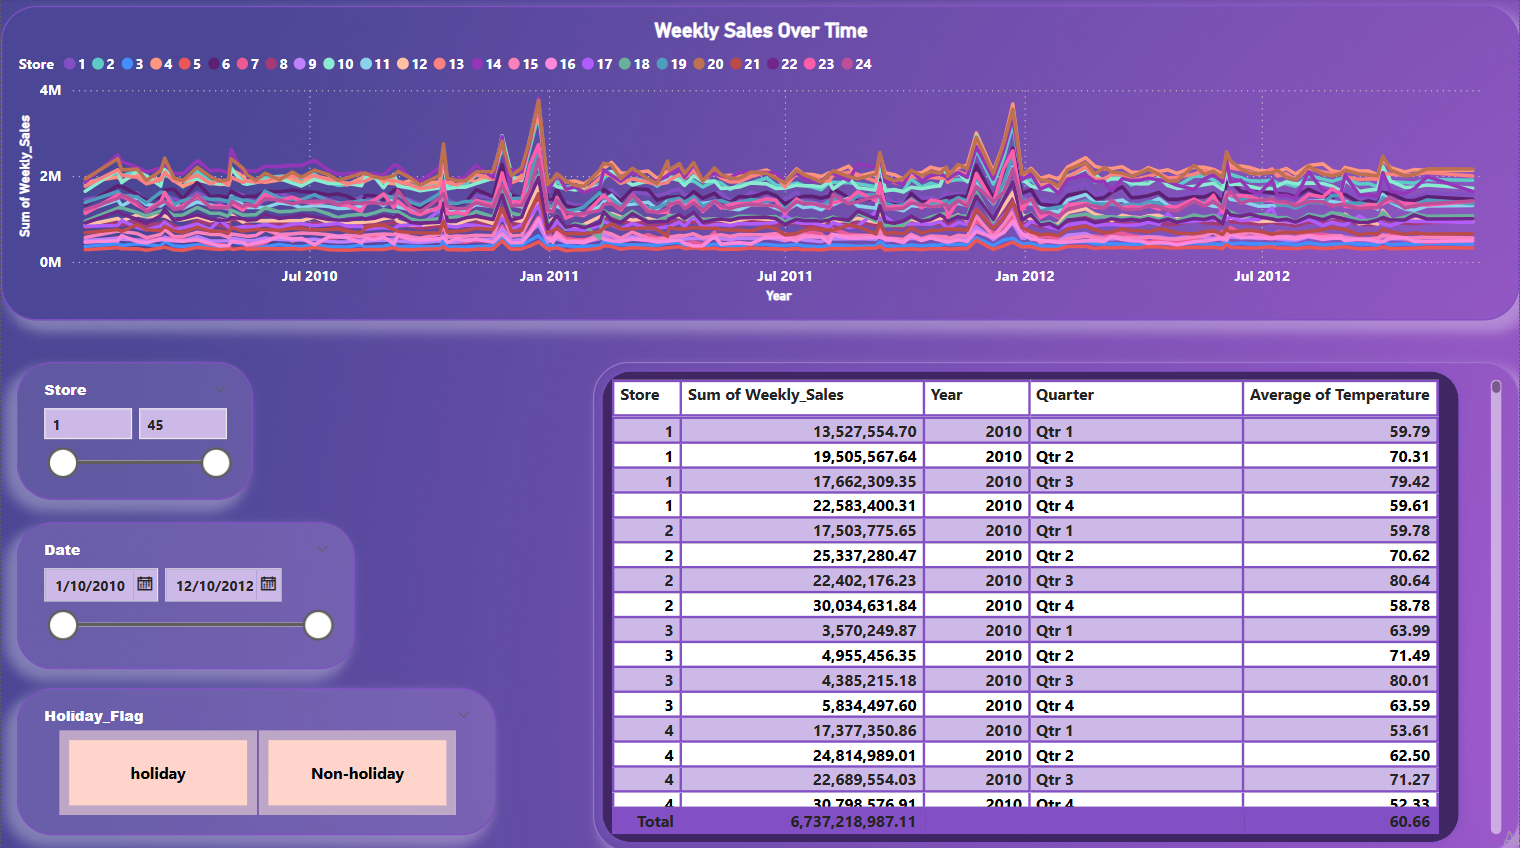 Weekly Sales Over Time
Store 1 2 3 4 5 6 7 8 9 10 11 12 13 14 15 16 17 18 19 20 21 22 23 24
4M
2M
0M
Sum of Weekly_Sales
Jul 2010 Jan 2011 Jul 2011 Jan 2012 Jul 2012
Year
Store
1 45
Date
1/10/2010 12/10/2012
Holiday_Flag
holiday Non-holiday
Store Sum of Weekly_Sales Year Quarter Average of Temperature
1 13,527,554.70 2010 Qtr 1 59.79
1 19,505,567.64 2010 Qtr 2 70.31
1 17,662,309.35 2010 Qtr 3 79.42
1 22,583,400.31 2010 Qtr 4 59.61
2 17,503,775.65 2010 Qtr 1 59.78
2 25,337,280.47 2010 Qtr 2 70.62
2 22,402,176.23 2010 Qtr 3 80.64
2 30,034,631.84 2010 Qtr 4 58.78
3 3,570,249.87 2010 Qtr 1 63.99
3 4,955,456.35 2010 Qtr 2 71.49
3 4,385,215.18 2010 Qtr 3 80.01
3 5,834,497.60 2010 Qtr 4 63.59
4 17,377,350.86 2010 Qtr 1 53.61
4 24,814,989.01 2010 Qtr 2 62.50
4 22,689,554.03 2010 Qtr 3 71.27
4 30,798,576.91 2010 Qtr 4 52.33
Total 6,737,218,987.11 60.66